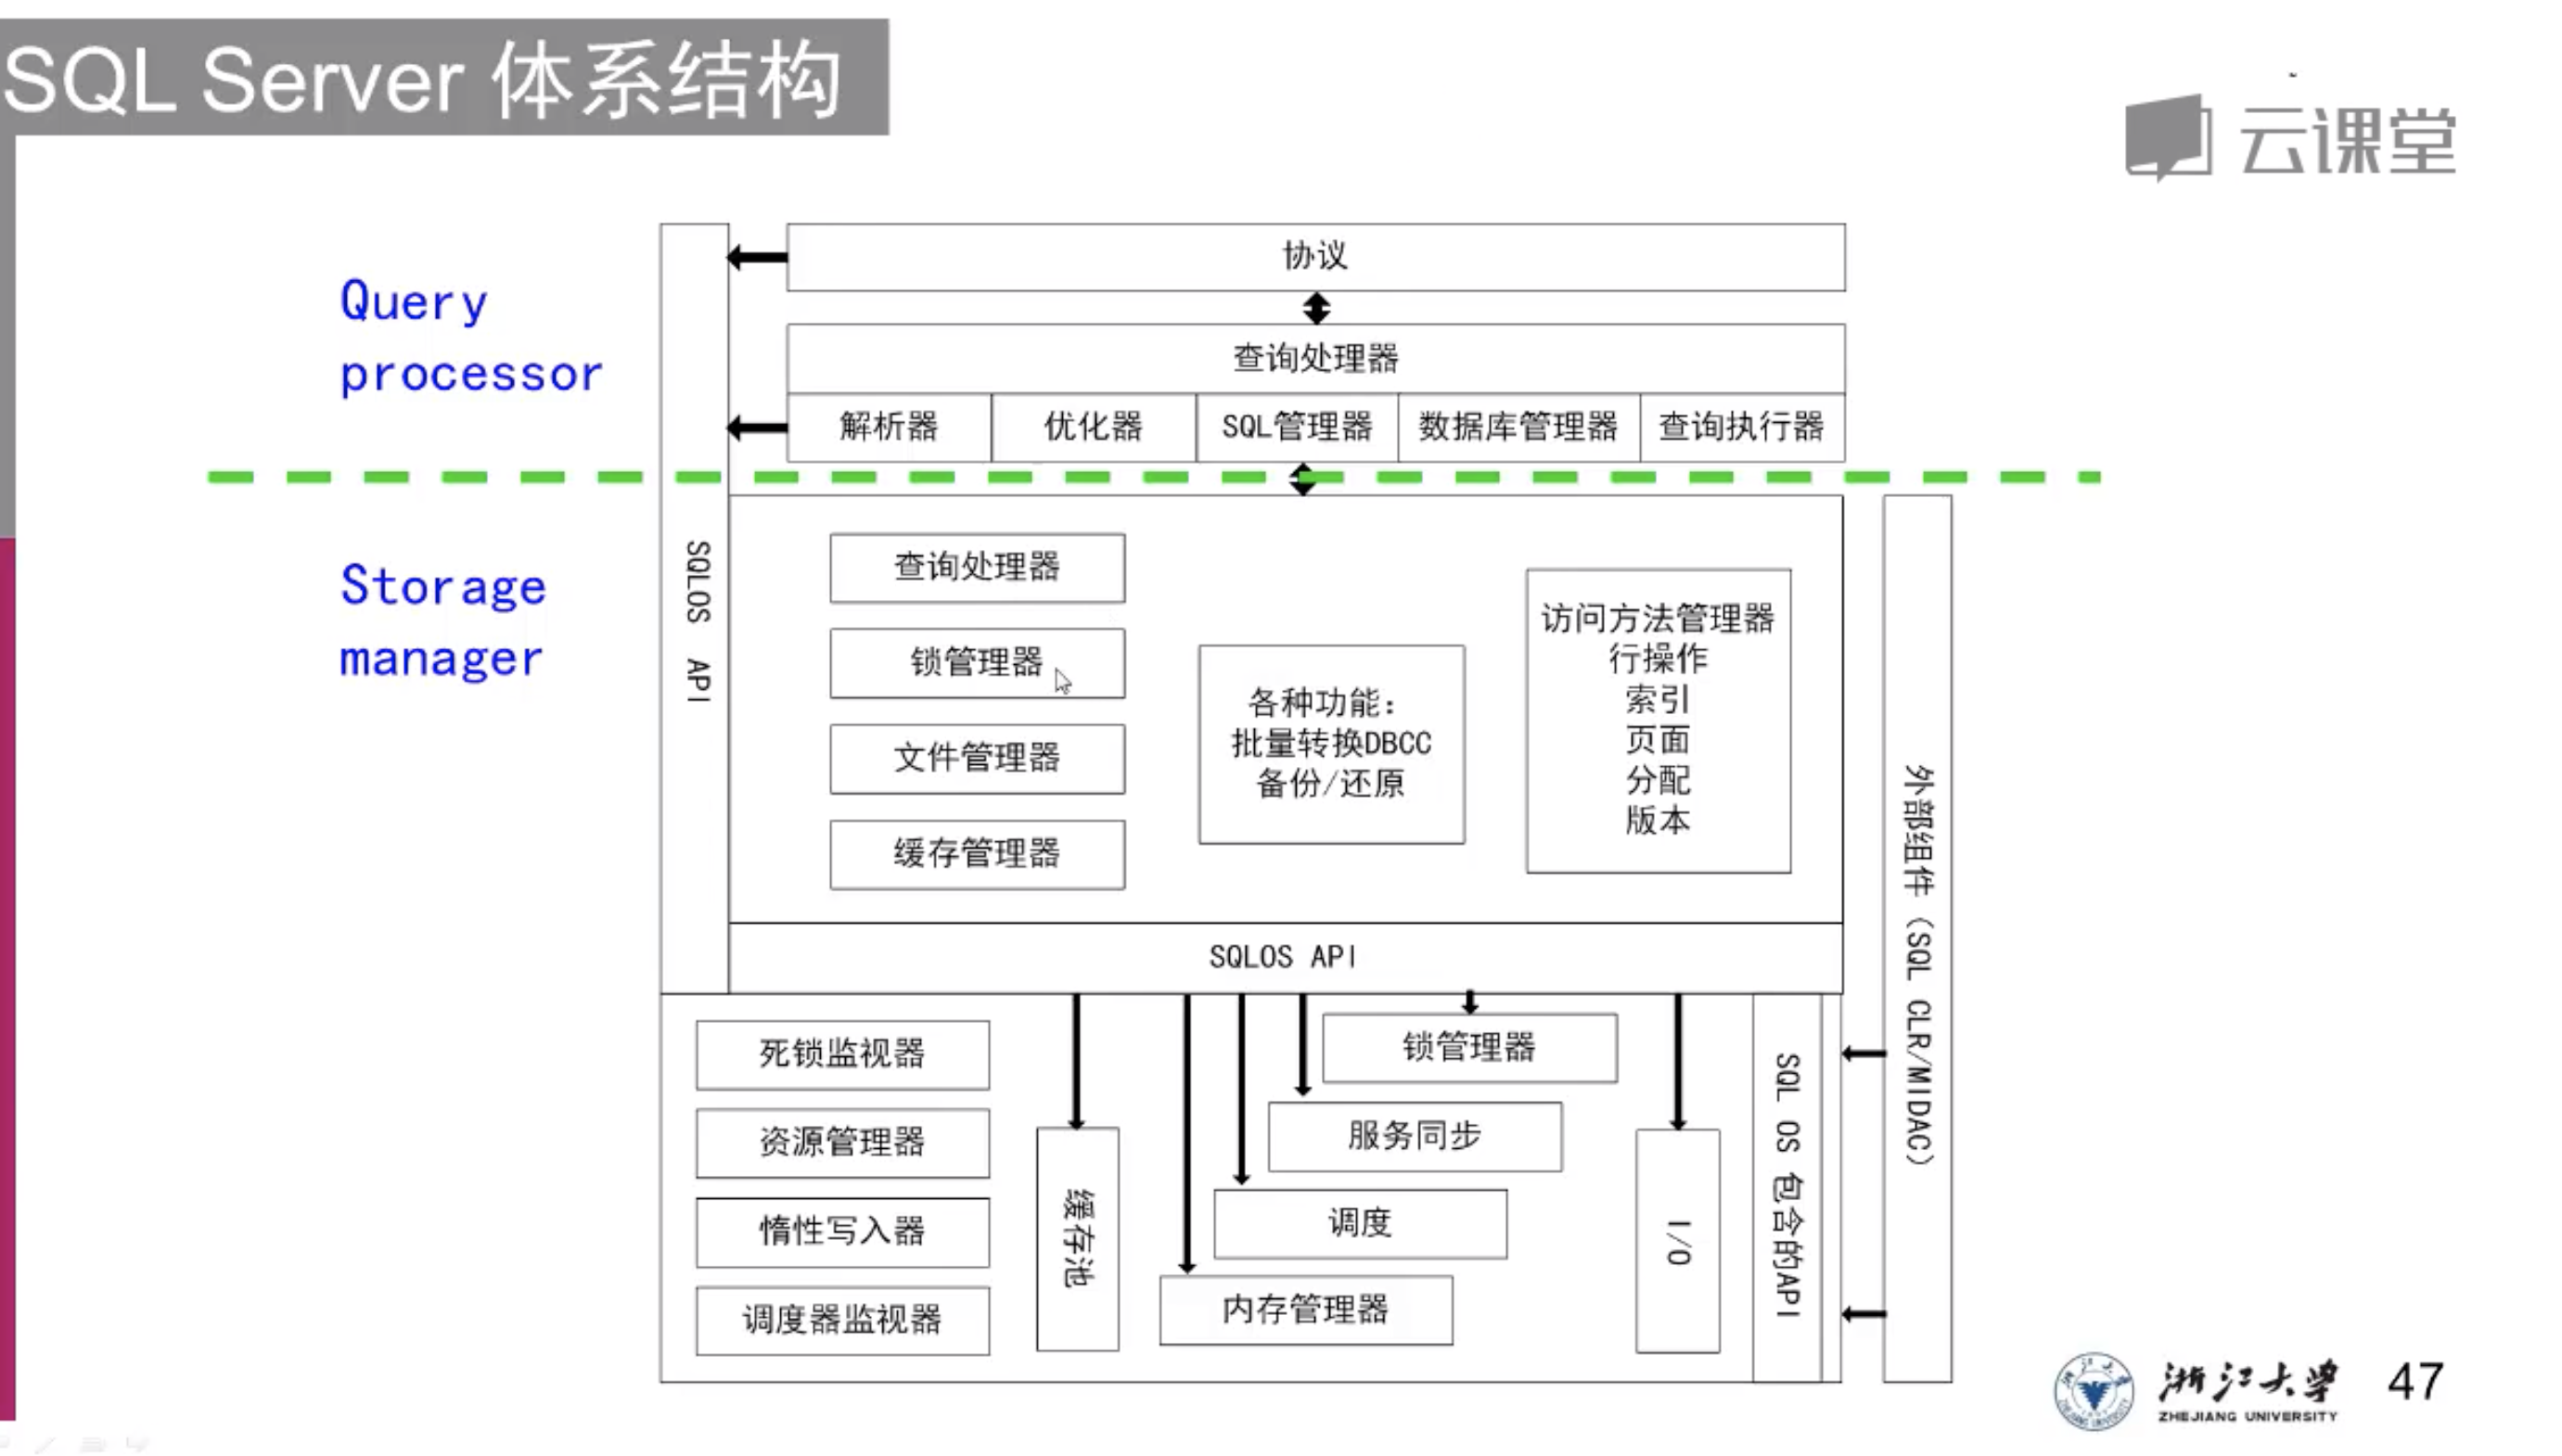 SQL Server 体系结构
云课堂
Query
processor
协议
查询处理器
解析器
优化器
SQL管理器
数据库管理器
查询执行器
Storage
manager
SQLOS API
查询处理器
锁管理器
文件管理器
缓存管理器
各种功能：
批量转换DBCC
备份/还原
访问方法管理器
行操作
索引
页面
分配
版本
SQLOS API
死锁监视器
资源管理器
惰性写入器
调度器监视器
缓存池
锁管理器
服务同步
调度
内存管理器
I/O
SQL OS 包含的API
外部组件（SQL CLR/MIDAC）
浙江大学
ZHEJIANG UNIVERSITY
47